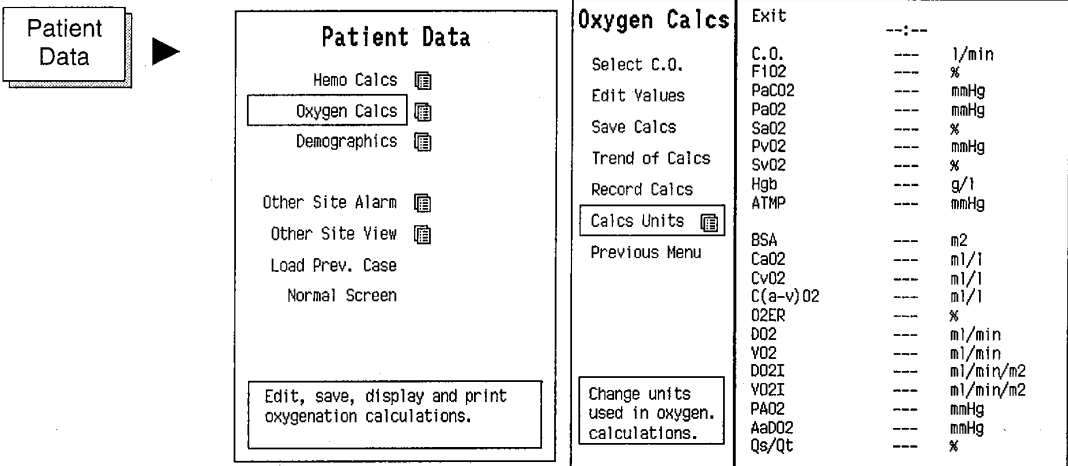 Patient
Data
Patient Data
Hemo Calcs
Oxygen Calcs
Demographics
Other Site Alarm
Other Site View
Load Prev. Case
Normal Screen
Edit, save, display and print
oxygenation calculations.
Oxygen Calcs
Select C.O.
Edit Values
Save Calcs
Trend of Calcs
Record Calcs
Calcs Units
Previous Menu
Change units
used in oxygen.
calculations.
Exit
--:--
C.O. --- l/min
FiO2 --- %
PaCO2 --- mmHg
PaO2 --- mmHg
SaO2 --- %
PvO2 --- mmHg
SvO2 --- %
Hgb --- g/l
ATMP --- mmHg
BSA --- m2
CaO2 --- ml/l
CvO2 --- ml/l
C(a-v)O2 --- ml/l
O2ER --- %
DO2 --- ml/min
VO2 --- ml/min
DO2I --- ml/min/m2
VO2I --- ml/min/m2
PAO2 --- mmHg
AaDO2 --- mmHg
Qs/Qt --- %